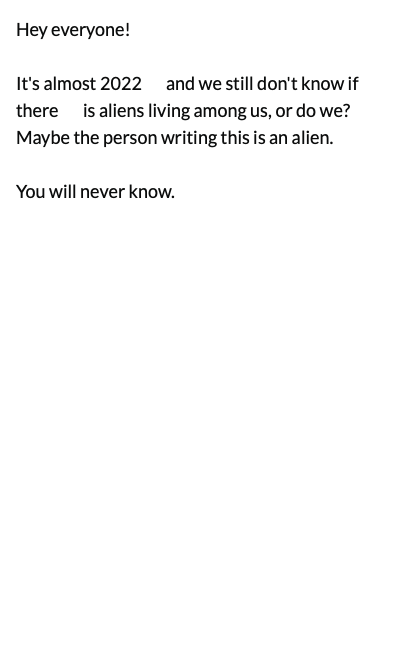 Hey everyone!
It's almost 2022 and we still don't know if
there is aliens living among us, or do we?
Maybe the person writing this is an alien.
You will never know.